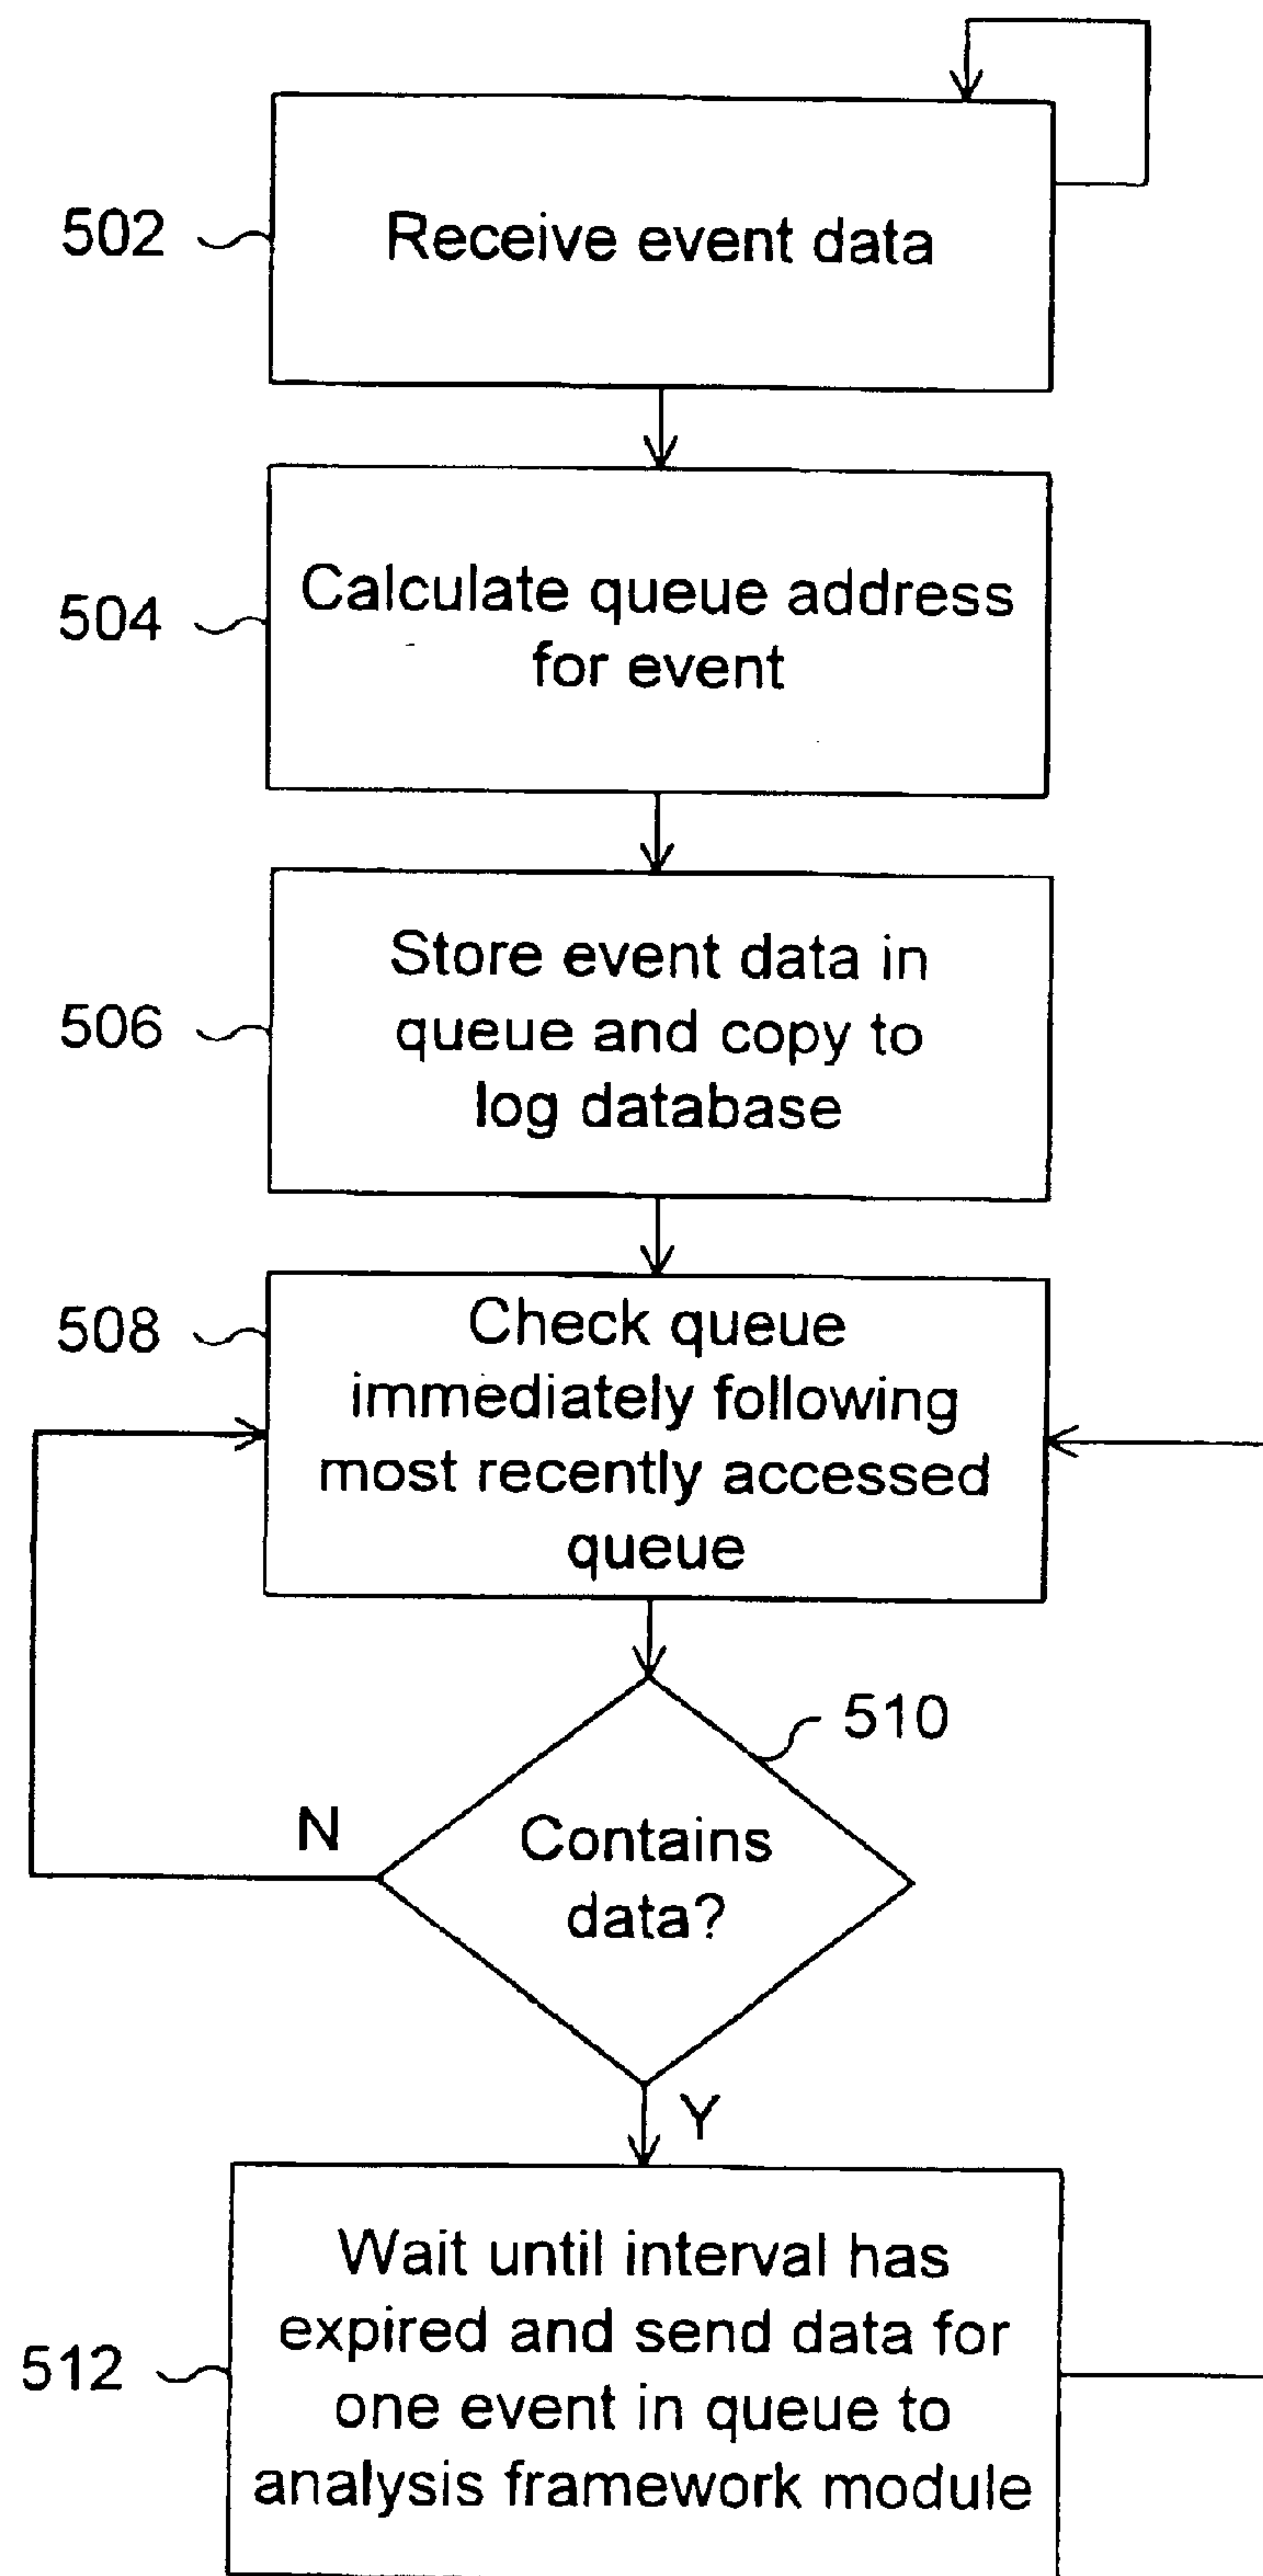 502
Receive event data
504
Calculate queue address
for event
506
Store event data in
queue and copy to
log database
508
Check queue
immediately following
most recently accessed
queue
510
Contains
data?
N
Y
512
Wait until interval has
expired and send data for
one event in queue to
analysis framework module